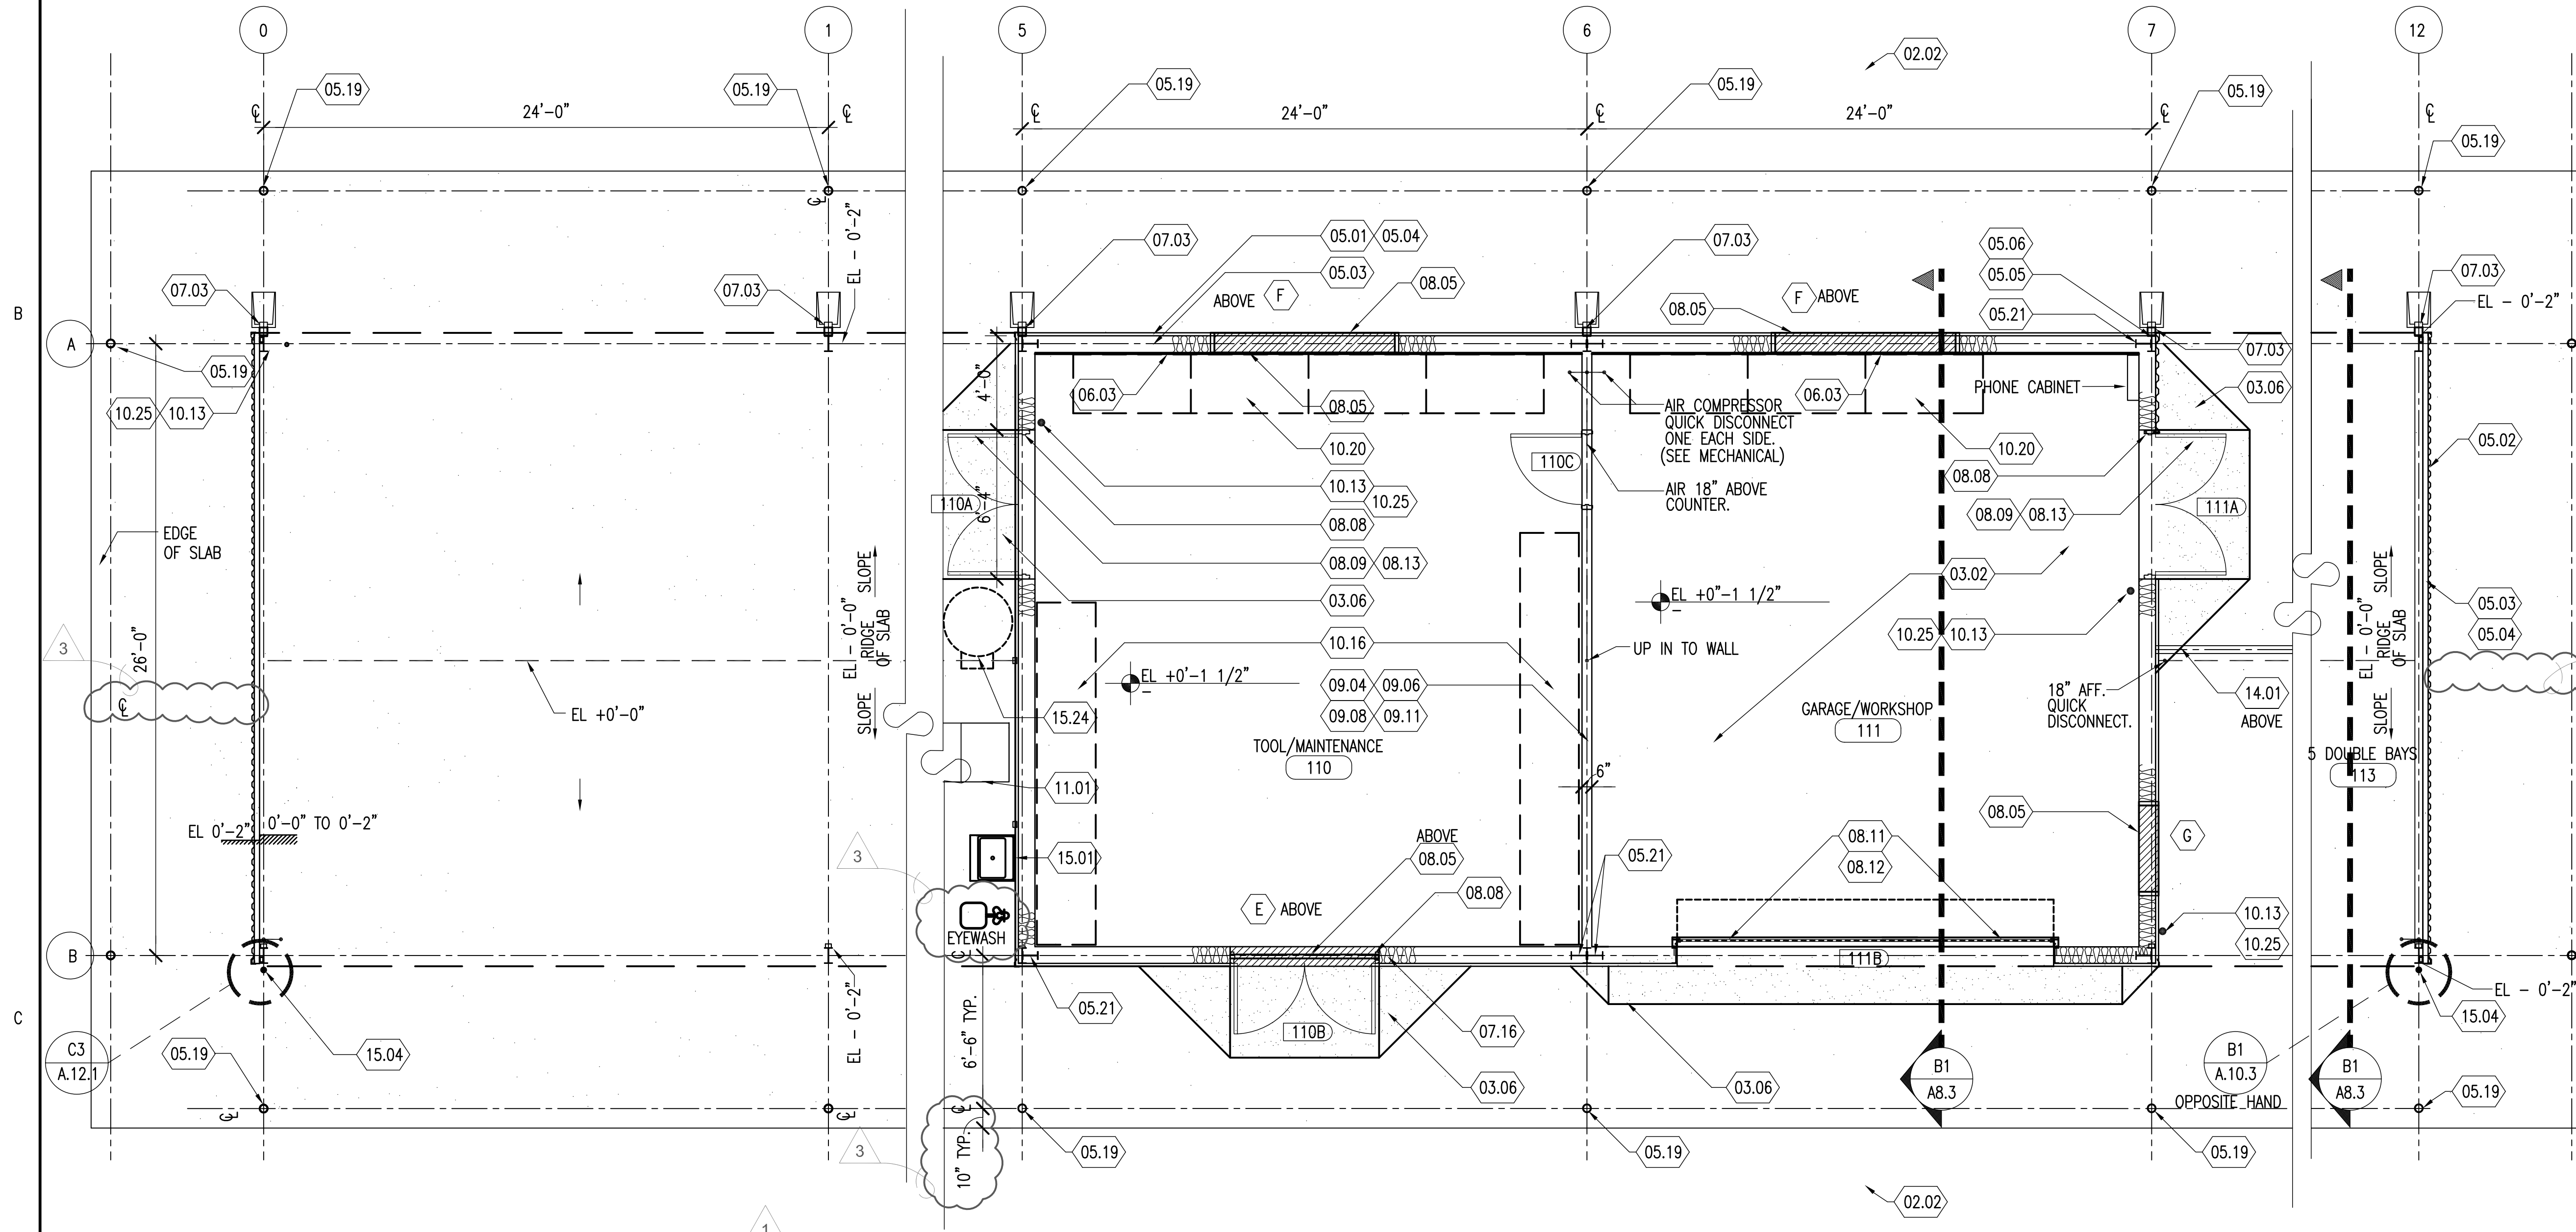 0
1
5
6
7
12
02.02
05.19
05.19
05.19
05.19
05.19
05.19
24'-0"
24'-0"
24'-0"
℄
℄
℄
℄
℄
℄
℄
EL - 0'-2"
07.03
07.03
07.03
07.03
07.03
07.03
05.01
05.04
05.03
08.05
ABOVE
F
F
ABOVE
08.05
05.06
05.05
05.21
EL - 0'-2"
B
A
05.19
10.25
10.13
4'-0"
06.03
08.05
10.20
10.13
10.25
08.08
08.09
08.13
03.06
10.16
09.04
09.06
09.08
09.11
AIR COMPRESSOR
QUICK DISCONNECT
ONE EACH SIDE.
(SEE MECHANICAL)
AIR 18" ABOVE
COUNTER.
06.03
10.20
PHONE CABINET
03.06
05.02
08.08
08.09
08.13
110A
6'-4"
110C
111A
EDGE
OF SLAB
03.02
05.03
05.04
10.25
10.13
EL +0"-1 1/2"
UP IN TO WALL
EL +0'-1 1/2"
3
26'-0"
℄
EL +0'-0"
SLOPE
EL - 0'-0"
RIDGE
OF SLAB
SLOPE
15.24
11.01
15.01
TOOL/MAINTENANCE
110
GARAGE/WORKSHOP
111
18" AFF.
QUICK
DISCONNECT.
14.01
ABOVE
SLOPE
EL - 0'-0"
RIDGE
OF SLAB
SLOPE
5 DOUBLE BAYS
113
6"
EL 0'-2"
0'-0" TO 0'-2"
3
EYEWASH
℄
ABOVE
08.05
08.08
E
ABOVE
05.21
08.11
08.12
08.05
G
10.13
10.25
B
C
05.21
110B
07.16
03.06
111B
03.06
6'-6" TYP.
℄
10" TYP.
3
C3
A.12.1
05.19
15.04
℄
℄
EL - 0'-2"
B1
A8.3
B1
A.10.3
OPPOSITE HAND
B1
A8.3
EL - 0'-2"
15.04
05.19
05.19
05.19
05.19
02.02
1